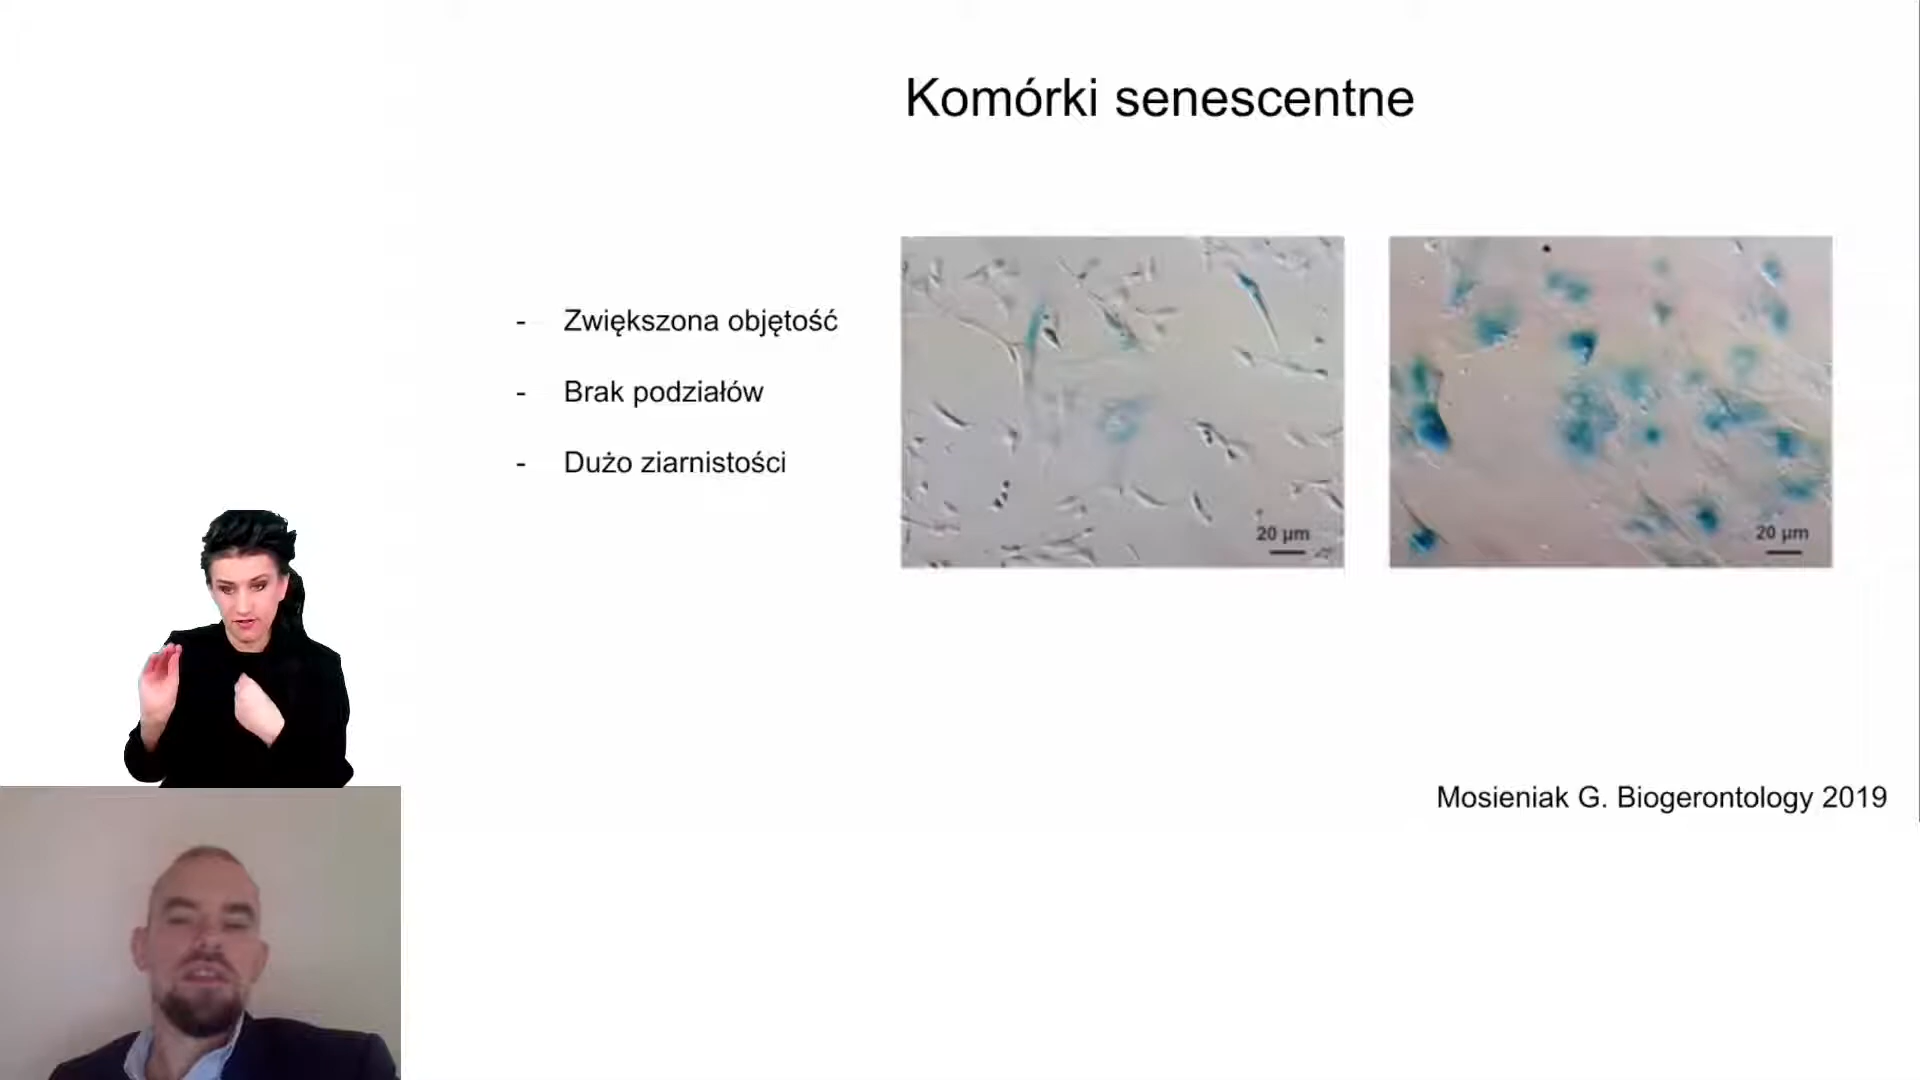 Komórki senescentne
- Zwiększona objętość
- Brak podziałów
- Dużo ziarnistości
20 µm
20 µm
Mosieniak G. Biogerontology 2019